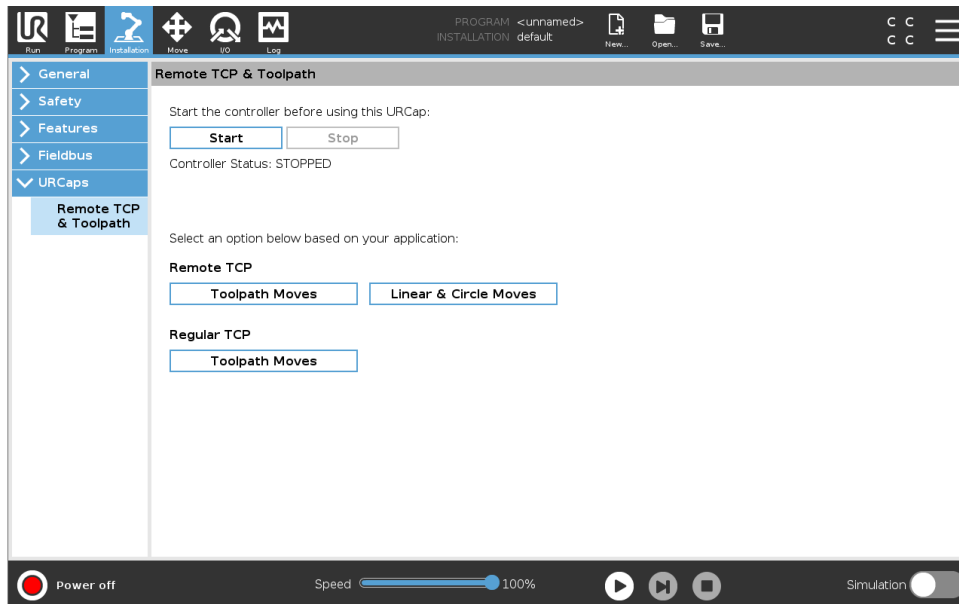 UR
Run
Program
Installation
Move
I/O
Log
PROGRAM <unnamed>
INSTALLATION default
New...
Open...
Save...
C C
C C
General
Safety
Features
Fieldbus
URCaps
Remote TCP
& Toolpath
Remote TCP & Toolpath
Start the controller before using this URCap:
Start
Stop
Controller Status: STOPPED
Select an option below based on your application:
Remote TCP
Toolpath Moves
Linear & Circle Moves
Regular TCP
Toolpath Moves
Power off
Speed
100%
Simulation